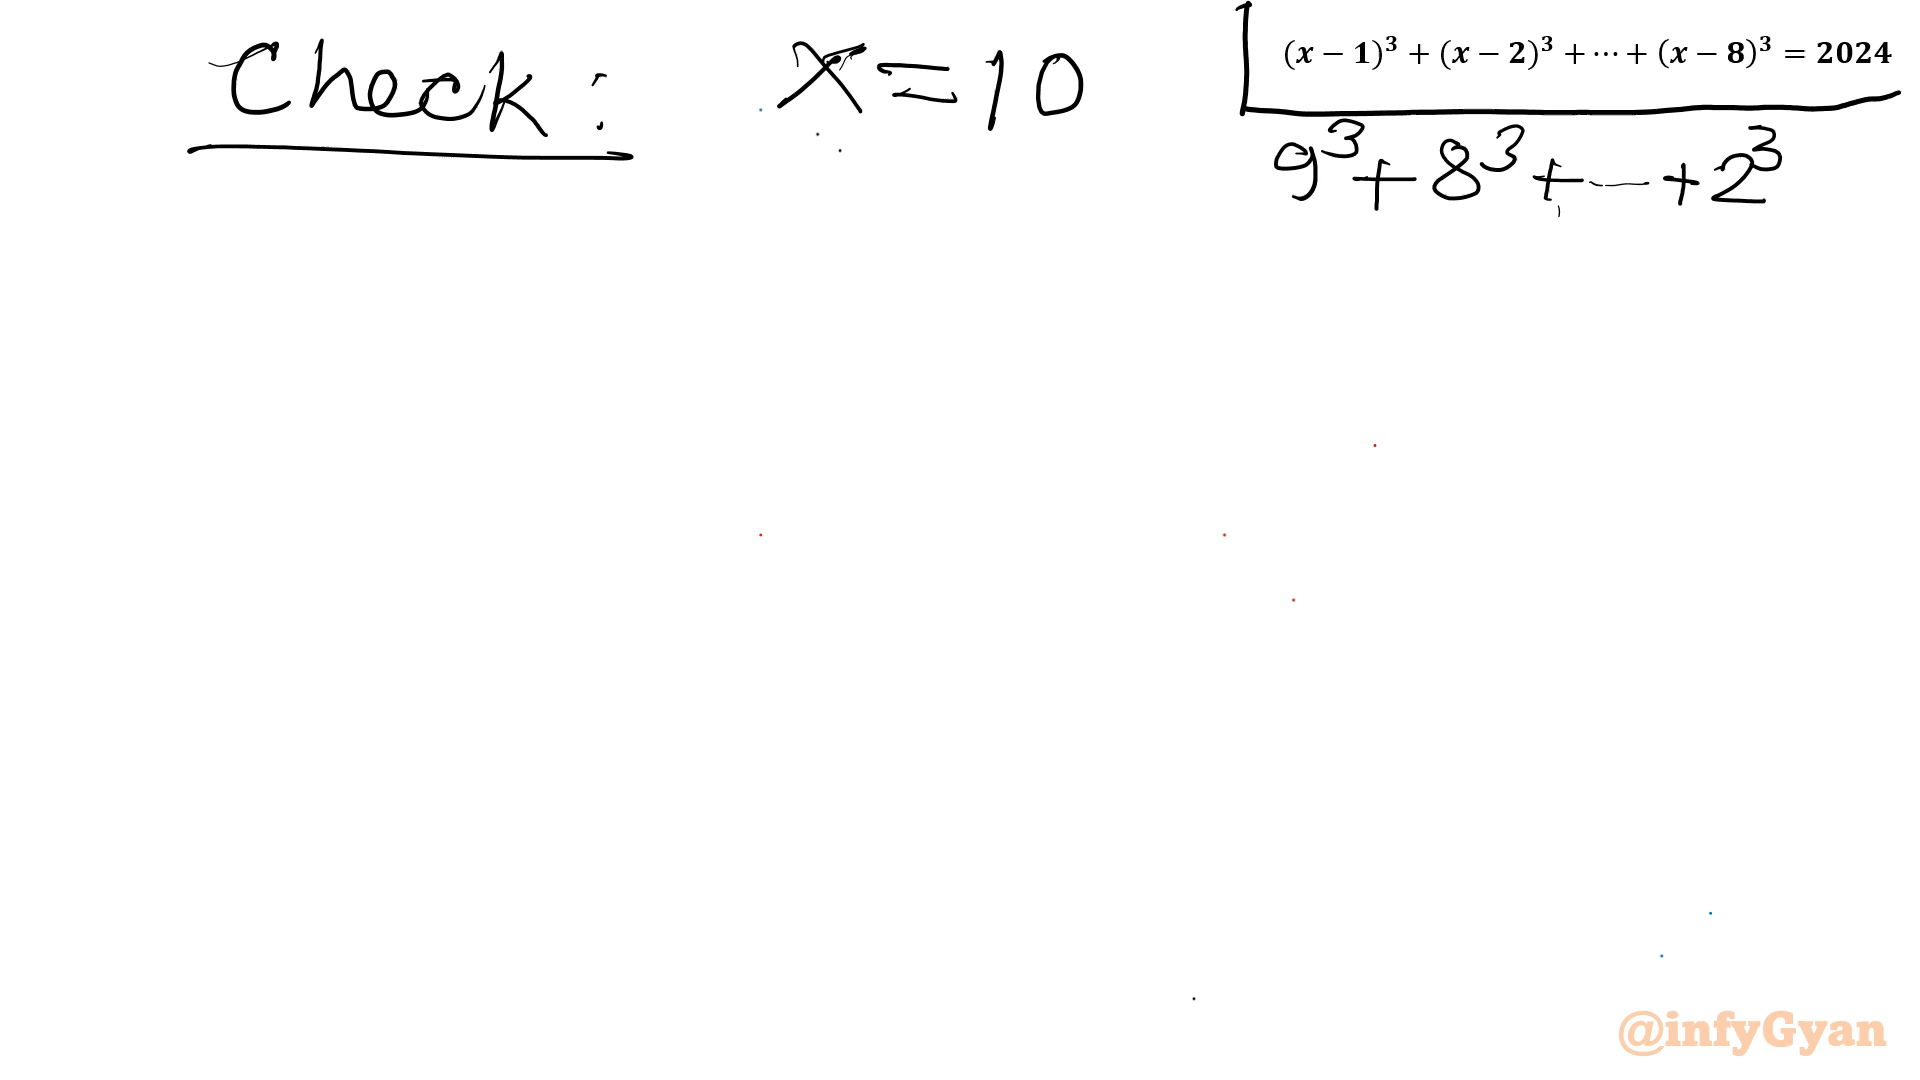 Check : x = 10
(x − 1)³ + (x − 2)³ + ⋯ + (x − 8)³ = 2024
9³ + 8³ + --- + 2³
@infyGyan